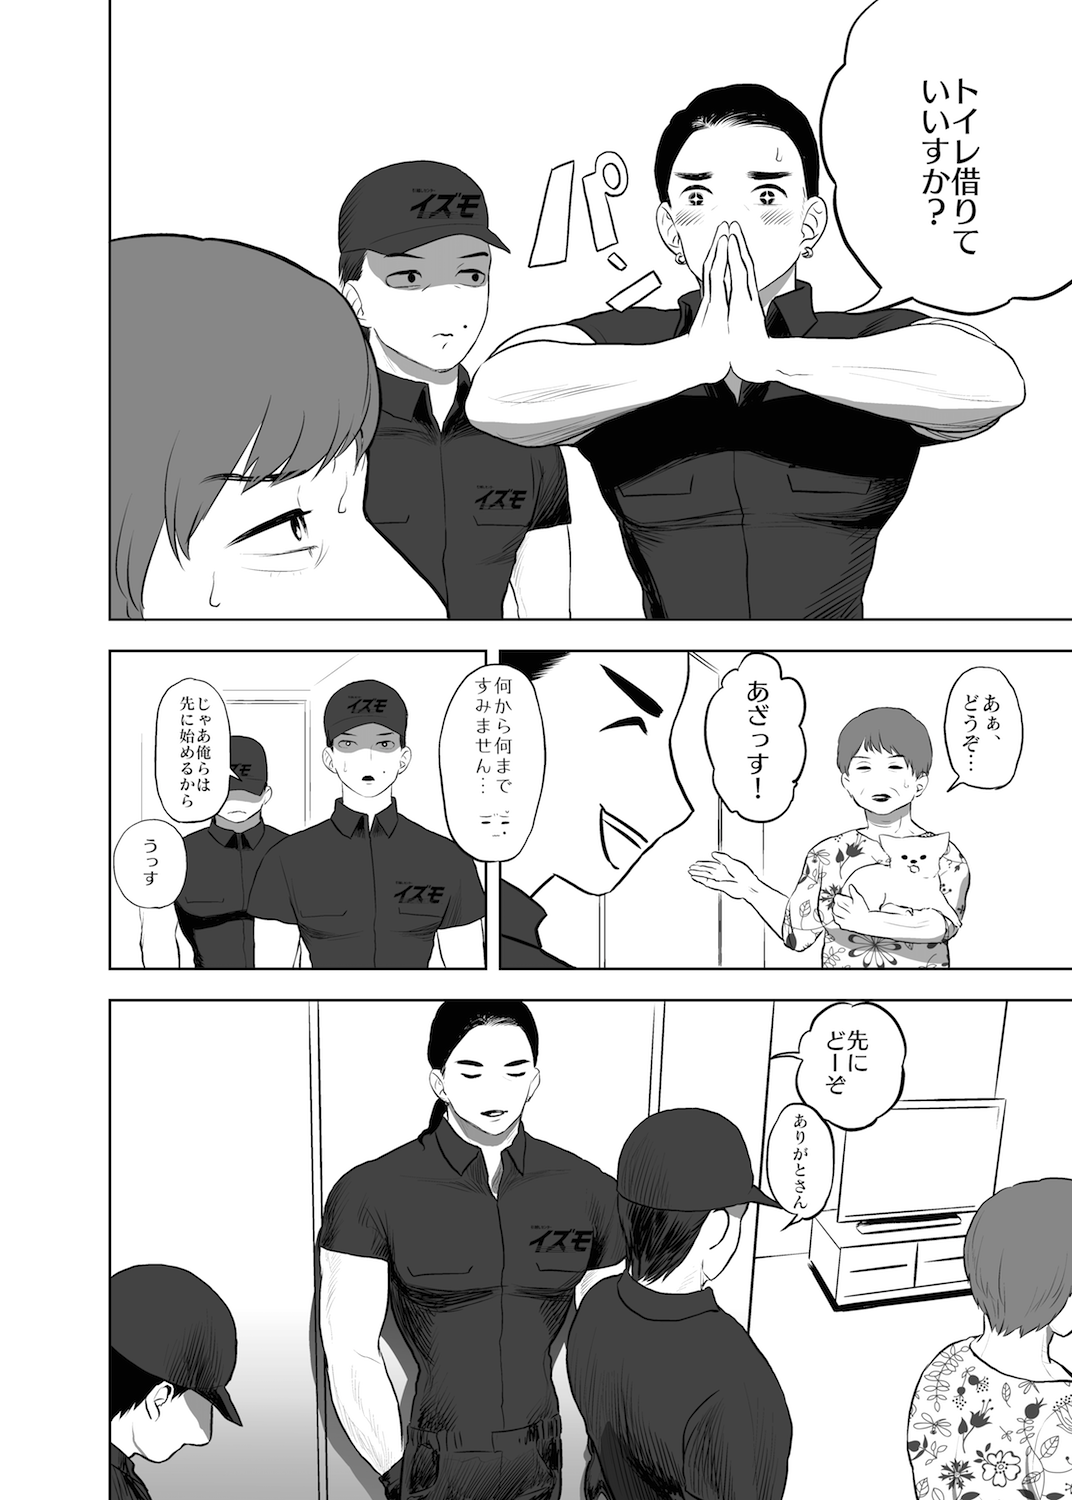 トイレ借りて
いいすか？
パン
イズモ
イズモ
あぁ、
どうぞ…
あざっす！
何から何まで
すみません…
イズモ
イズモ
じゃあ俺らは
先に始めるから
うっす
先に
どーぞ
ありがとさん
イズモ